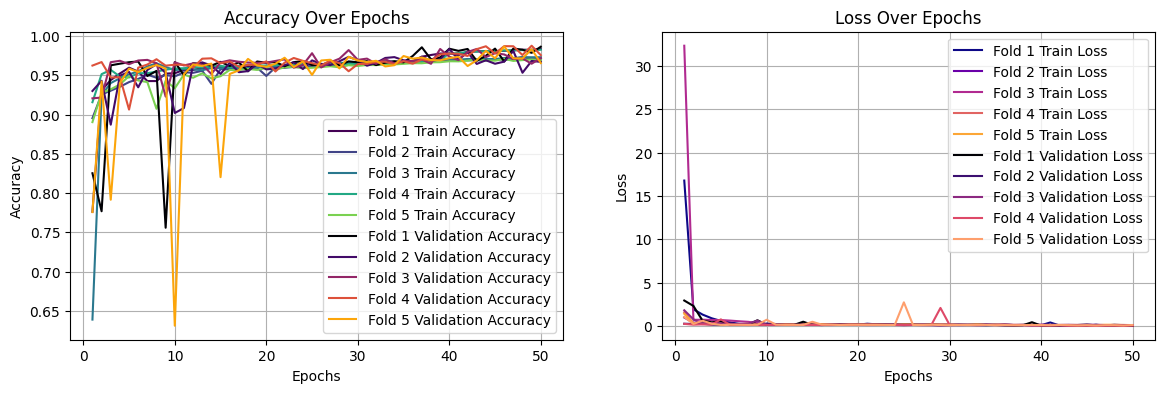 Accuracy Over Epochs
1.00
0.95
0.90
0.85
0.80
0.75
0.70
0.65
Accuracy
0
10
20
30
40
50
Epochs
Fold 1 Train Accuracy
Fold 2 Train Accuracy
Fold 3 Train Accuracy
Fold 4 Train Accuracy
Fold 5 Train Accuracy
Fold 1 Validation Accuracy
Fold 2 Validation Accuracy
Fold 3 Validation Accuracy
Fold 4 Validation Accuracy
Fold 5 Validation Accuracy
Loss Over Epochs
30
25
20
15
10
5
0
Loss
0
10
20
30
40
50
Epochs
Fold 1 Train Loss
Fold 2 Train Loss
Fold 3 Train Loss
Fold 4 Train Loss
Fold 5 Train Loss
Fold 1 Validation Loss
Fold 2 Validation Loss
Fold 3 Validation Loss
Fold 4 Validation Loss
Fold 5 Validation Loss